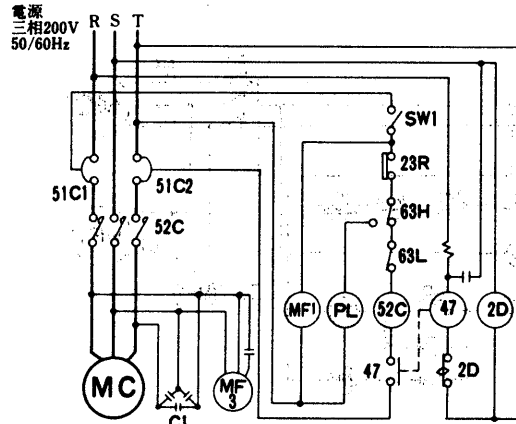 電源
三相200V
50/60Hz
R S T
SW1
23R
51C1
51C2
63H
52C
63L
MF1
PL
52C
47
2D
MC
MF
3
47
2D
C1